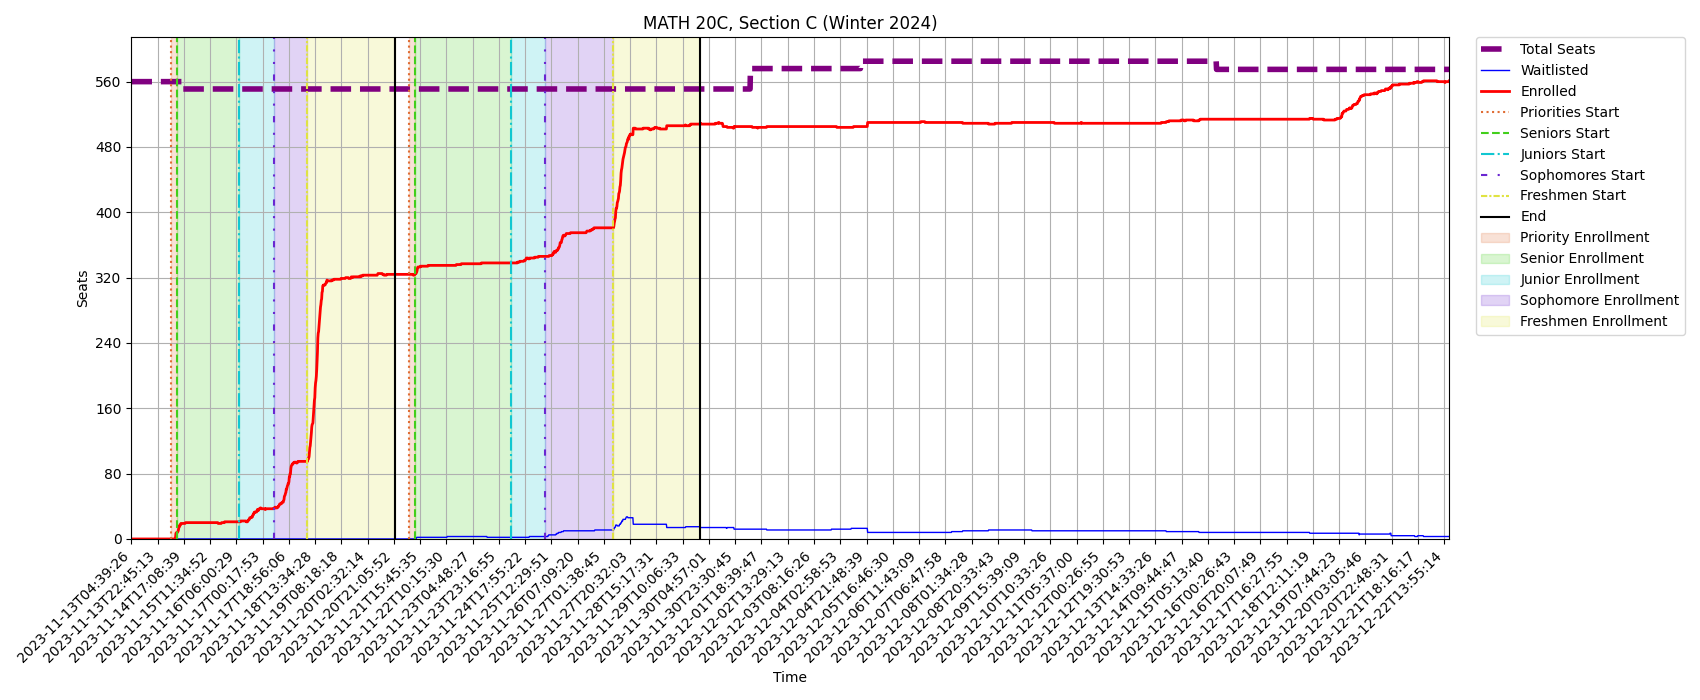 MATH 20C, Section C (Winter 2024)
Seats
560
480
400
320
240
160
80
0
2023-11-13T04:39:26
2023-11-13T22:45:13
2023-11-14T17:08:39
2023-11-15T11:34:52
2023-11-16T06:00:29
2023-11-17T00:17:53
2023-11-17T18:56:06
2023-11-18T13:34:28
2023-11-19T08:18:18
2023-11-20T02:32:14
2023-11-20T21:05:52
2023-11-21T15:45:35
2023-11-22T10:15:30
2023-11-23T04:48:27
2023-11-23T23:16:55
2023-11-24T17:55:22
2023-11-25T12:29:51
2023-11-26T07:09:20
2023-11-27T01:38:45
2023-11-27T20:32:03
2023-11-28T15:17:31
2023-11-29T10:06:33
2023-11-30T04:57:01
2023-11-30T23:30:45
2023-12-01T18:39:47
2023-12-02T13:29:13
2023-12-03T08:16:26
2023-12-04T02:58:53
2023-12-04T21:48:39
2023-12-05T16:46:30
2023-12-06T11:43:09
2023-12-07T06:47:58
2023-12-08T01:34:28
2023-12-08T20:33:43
2023-12-09T15:39:09
2023-12-10T10:33:26
2023-12-11T05:37:00
2023-12-12T00:26:55
2023-12-12T19:30:53
2023-12-13T14:33:26
2023-12-14T09:44:47
2023-12-15T05:13:40
2023-12-16T00:26:43
2023-12-16T20:07:49
2023-12-17T16:27:55
2023-12-18T12:11:19
2023-12-19T07:44:23
2023-12-20T03:05:46
2023-12-20T22:48:31
2023-12-21T18:16:17
2023-12-22T13:55:14
Time
Total Seats
Waitlisted
Enrolled
Priorities Start
Seniors Start
Juniors Start
Sophomores Start
Freshmen Start
End
Priority Enrollment
Senior Enrollment
Junior Enrollment
Sophomore Enrollment
Freshmen Enrollment